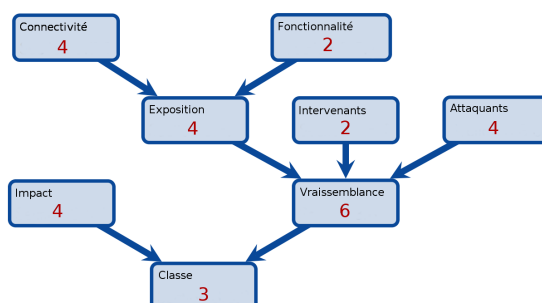 Connectivité
4
Fonctionnalité
2
Exposition
4
Intervenants
2
Attaquants
4
Impact
4
Vraissemblance
6
Classe
3